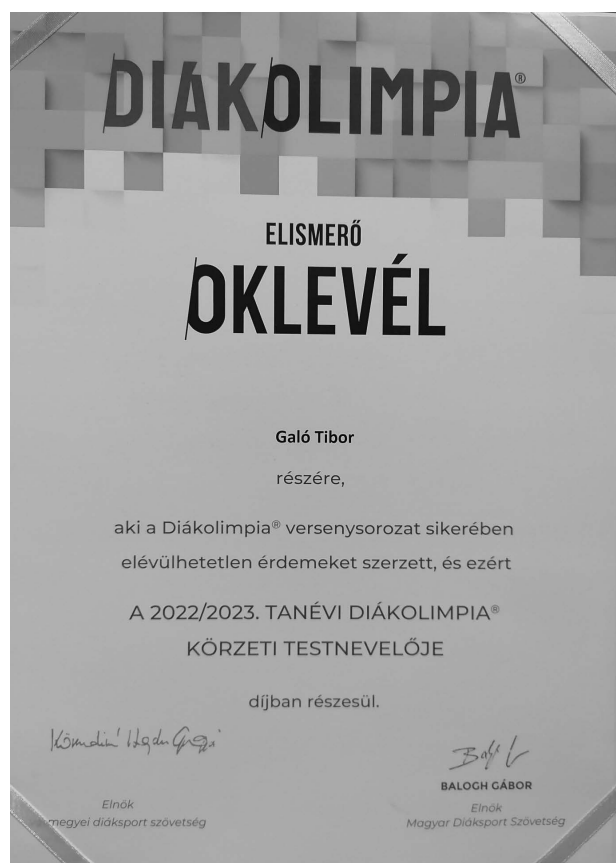 DIÁKOLIMPIA®
ELISMERŐ
OKLEVÉL
Galó Tibor
részére,
aki a Diákolimpia® versenysorozat sikerében
elévülhetetlen érdemeket szerzett, és ezért
A 2022/2023. TANÉVI DIÁKOLIMPIA®
KÖRZETI TESTNEVELŐJE
díjban részesül.
BALOGH GÁBOR
Elnök
megyei diáksport szövetség
Elnök
Magyar Diáksport Szövetség